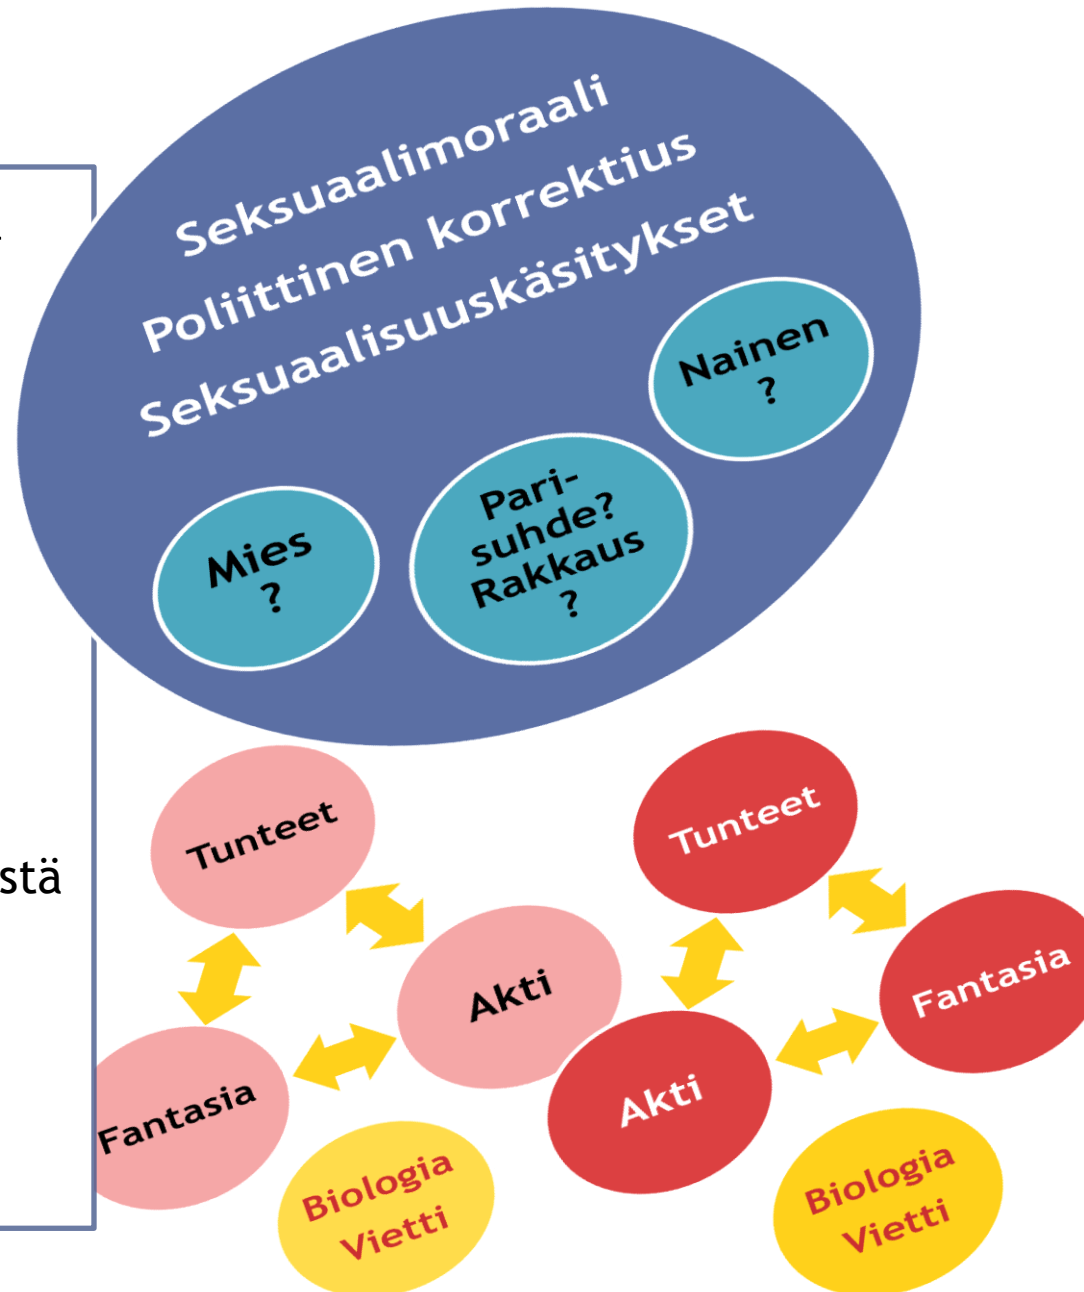 Seksuaalimoraali
Poliittinen korrektius
Seksuaalisuuskäsitykset
Nainen
?
Pari-
suhde?
Rakkaus
?
Mies
?
Tunteet
Tunteet
stä
Akti
Fantasia
Akti
Fantasia
Biologia
Vietti
Biologia
Vietti